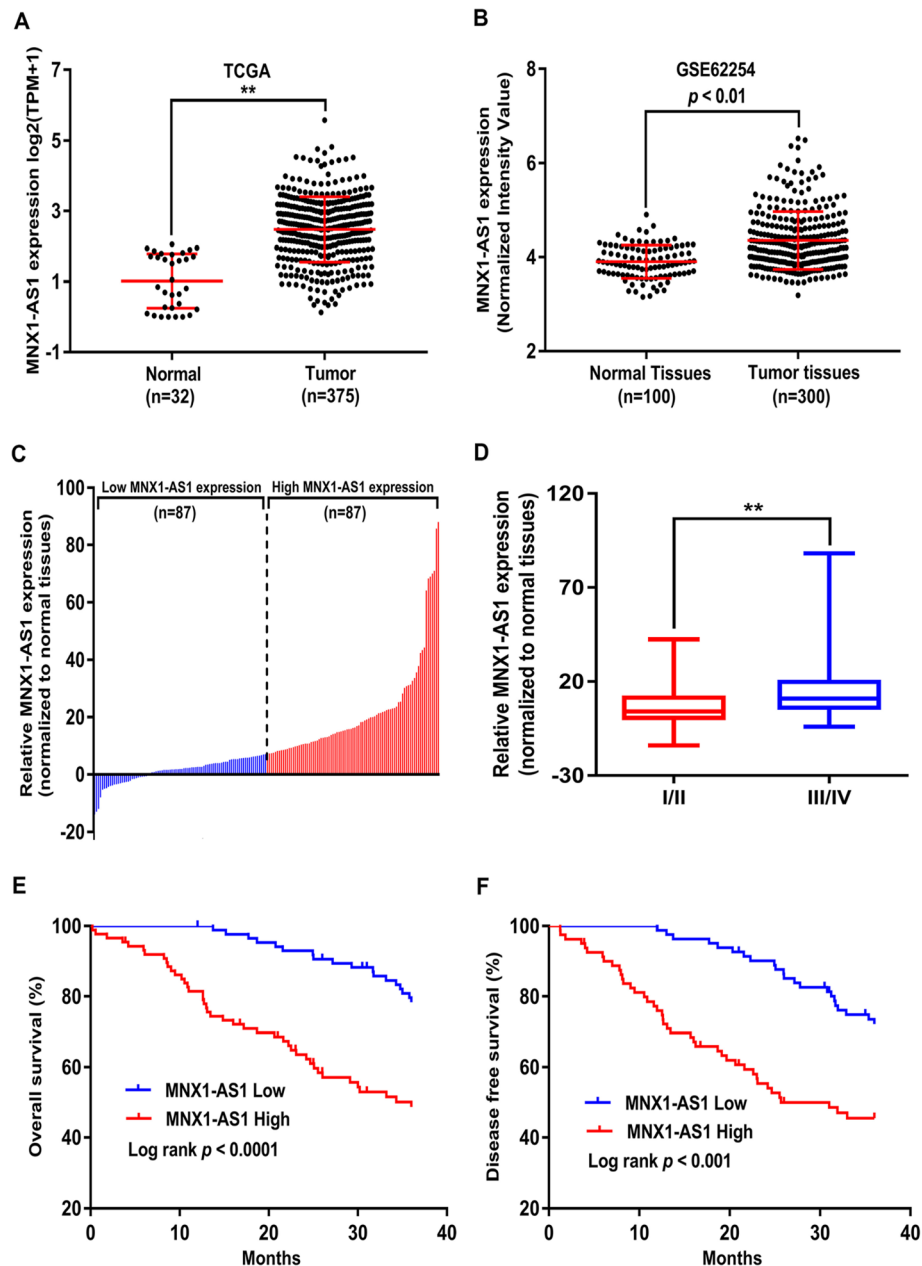 A
MNX1-AS1 expression log2(TPM+1)
7
5
3
1
-1
TCGA
**
Normal
(n=32)
Tumor
(n=375)
B
MNX1-AS1 expression
(Normalized Intensity Value)
8
6
4
2
GSE62254
p < 0.01
Normal Tissues
(n=100)
Tumor tissues
(n=300)
C
Relative MNX1-AS1 expression
(normalized to normal tissues)
100
80
60
40
20
0
-20
Low MNX1-AS1 expression
(n=87)
High MNX1-AS1 expression
(n=87)
D
Relative MNX1-AS1 expression
(normalized to normal tissues)
120
70
20
-30
**
I/II
III/IV
E
Overall survival (%)
100
80
60
40
20
MNX1-AS1 Low
MNX1-AS1 High
Log rank p < 0.0001
0
10
20
30
40
Months
F
Disease free survival (%)
100
80
60
40
20
MNX1-AS1 Low
MNX1-AS1 High
Log rank p < 0.001
0
10
20
30
40
Months